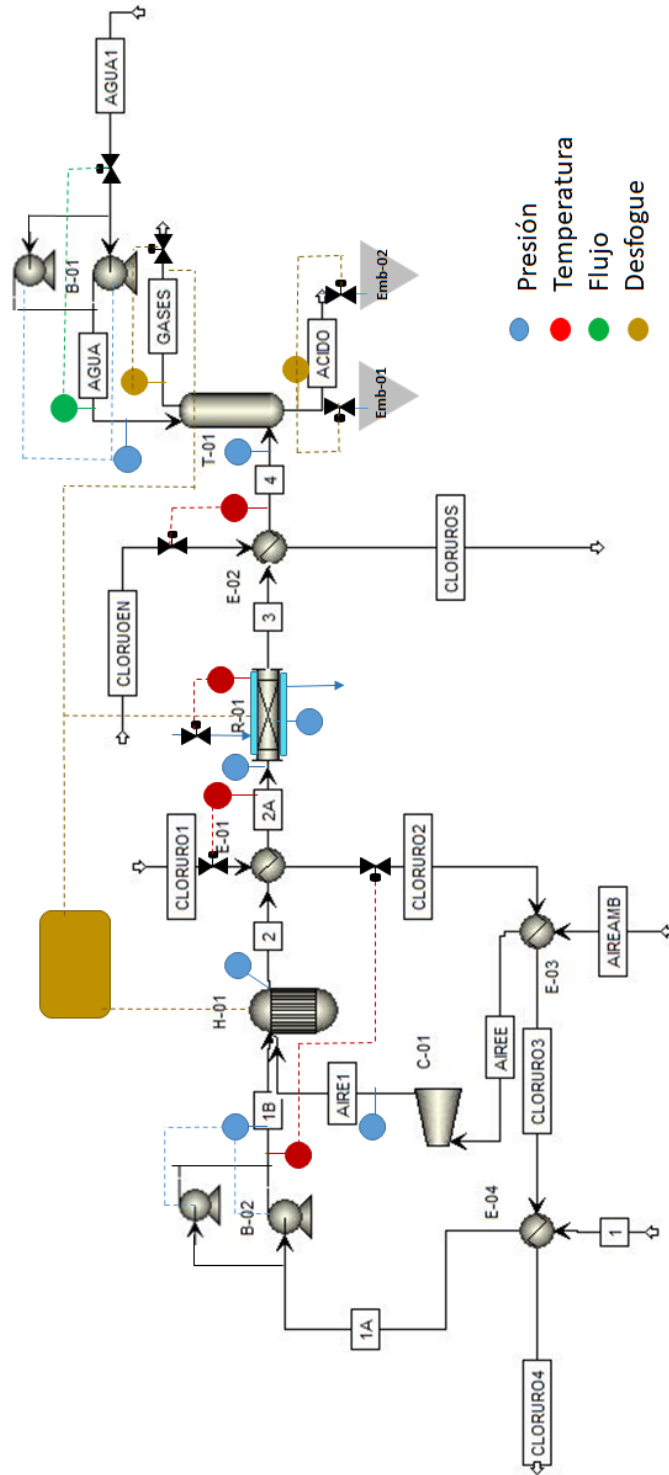 AGUA1
B-01
AGUA
GASES
T-01
ACIDO
Emb-01
Emb-02
4
CLORUROS
E-02
CLORUOEN
3
R-01
2A
E-01
CLORURO1
CLORURO2
2
H-01
1B
AIRE1
C-01
AIREE
CLORURO3
E-03
AIREAMB
B-02
E-04
1
1A
CLORURO4
Presión
Temperatura
Flujo
Desfogue